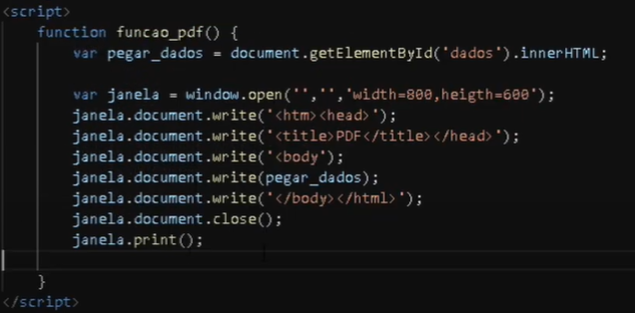 <script>
function funcao_pdf() {
var pegar_dados = document.getElementById('dados').innerHTML;
var janela = window.open('','','width=800,heigth=600');
janela.document.write('<htm><head>');
janela.document.write('<title>PDF</title></head>');
janela.document.write('<body');
janela.document.write(pegar_dados);
janela.document.write('</body></html>');
janela.document.close();
janela.print();
}
</script>